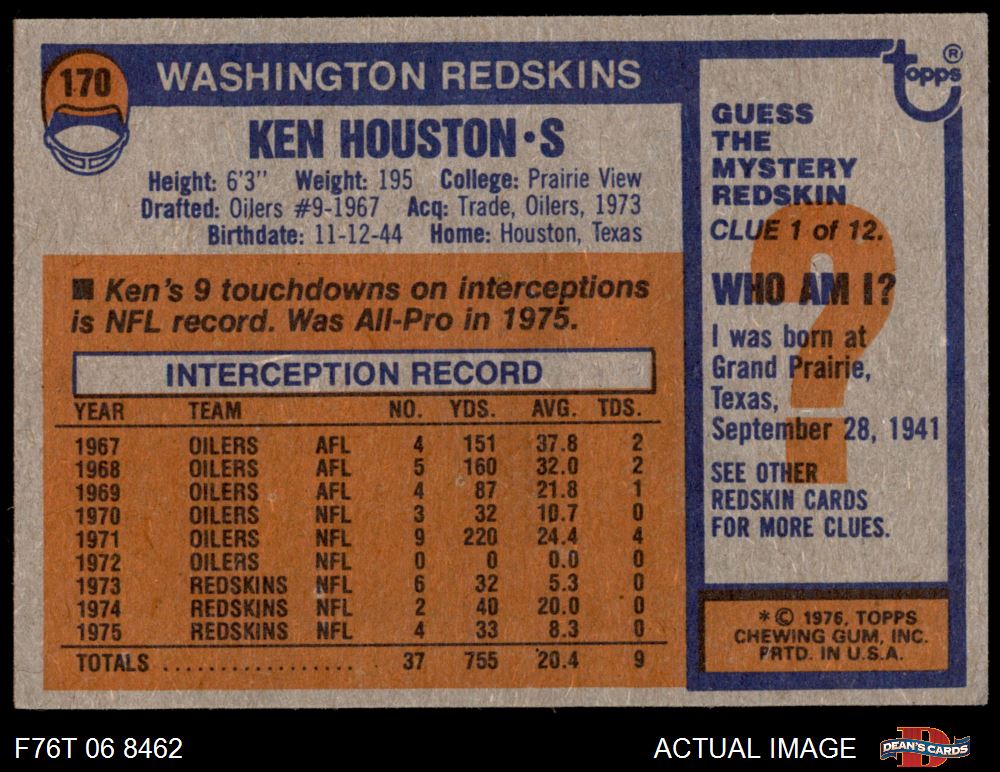 170
WASHINGTON REDSKINS
KEN HOUSTON • S
Height: 6'3" Weight: 195 College: Prairie View
Drafted: Oilers #9-1967 Acq: Trade, Oilers, 1973
Birthdate: 11-12-44 Home: Houston, Texas
■ Ken's 9 touchdowns on interceptions
is NFL record. Was All-Pro in 1975.
INTERCEPTION RECORD
YEAR TEAM NO. YDS. AVG. TDS.
1967 OILERS AFL 4 151 37.8 2
1968 OILERS AFL 5 160 32.0 2
1969 OILERS AFL 4 87 21.8 1
1970 OILERS NFL 3 32 10.7 0
1971 OILERS NFL 9 220 24.4 4
1972 OILERS NFL 0 0 0.0 0
1973 REDSKINS NFL 6 32 5.3 0
1974 REDSKINS NFL 2 40 20.0 0
1975 REDSKINS NFL 4 33 8.3 0
TOTALS .................. 37 755 20.4 9
topps ®
GUESS
THE
MYSTERY
REDSKIN
CLUE 1 of 12.
?
WHO AM I?
I was born at
Grand Prairie,
Texas,
September 28, 1941
SEE OTHER
REDSKIN CARDS
FOR MORE CLUES.
* © 1976, TOPPS
CHEWING GUM, INC.
PRTD. IN U.S.A.
F76T 06 8462
ACTUAL IMAGE
D
DEAN'S CARDS